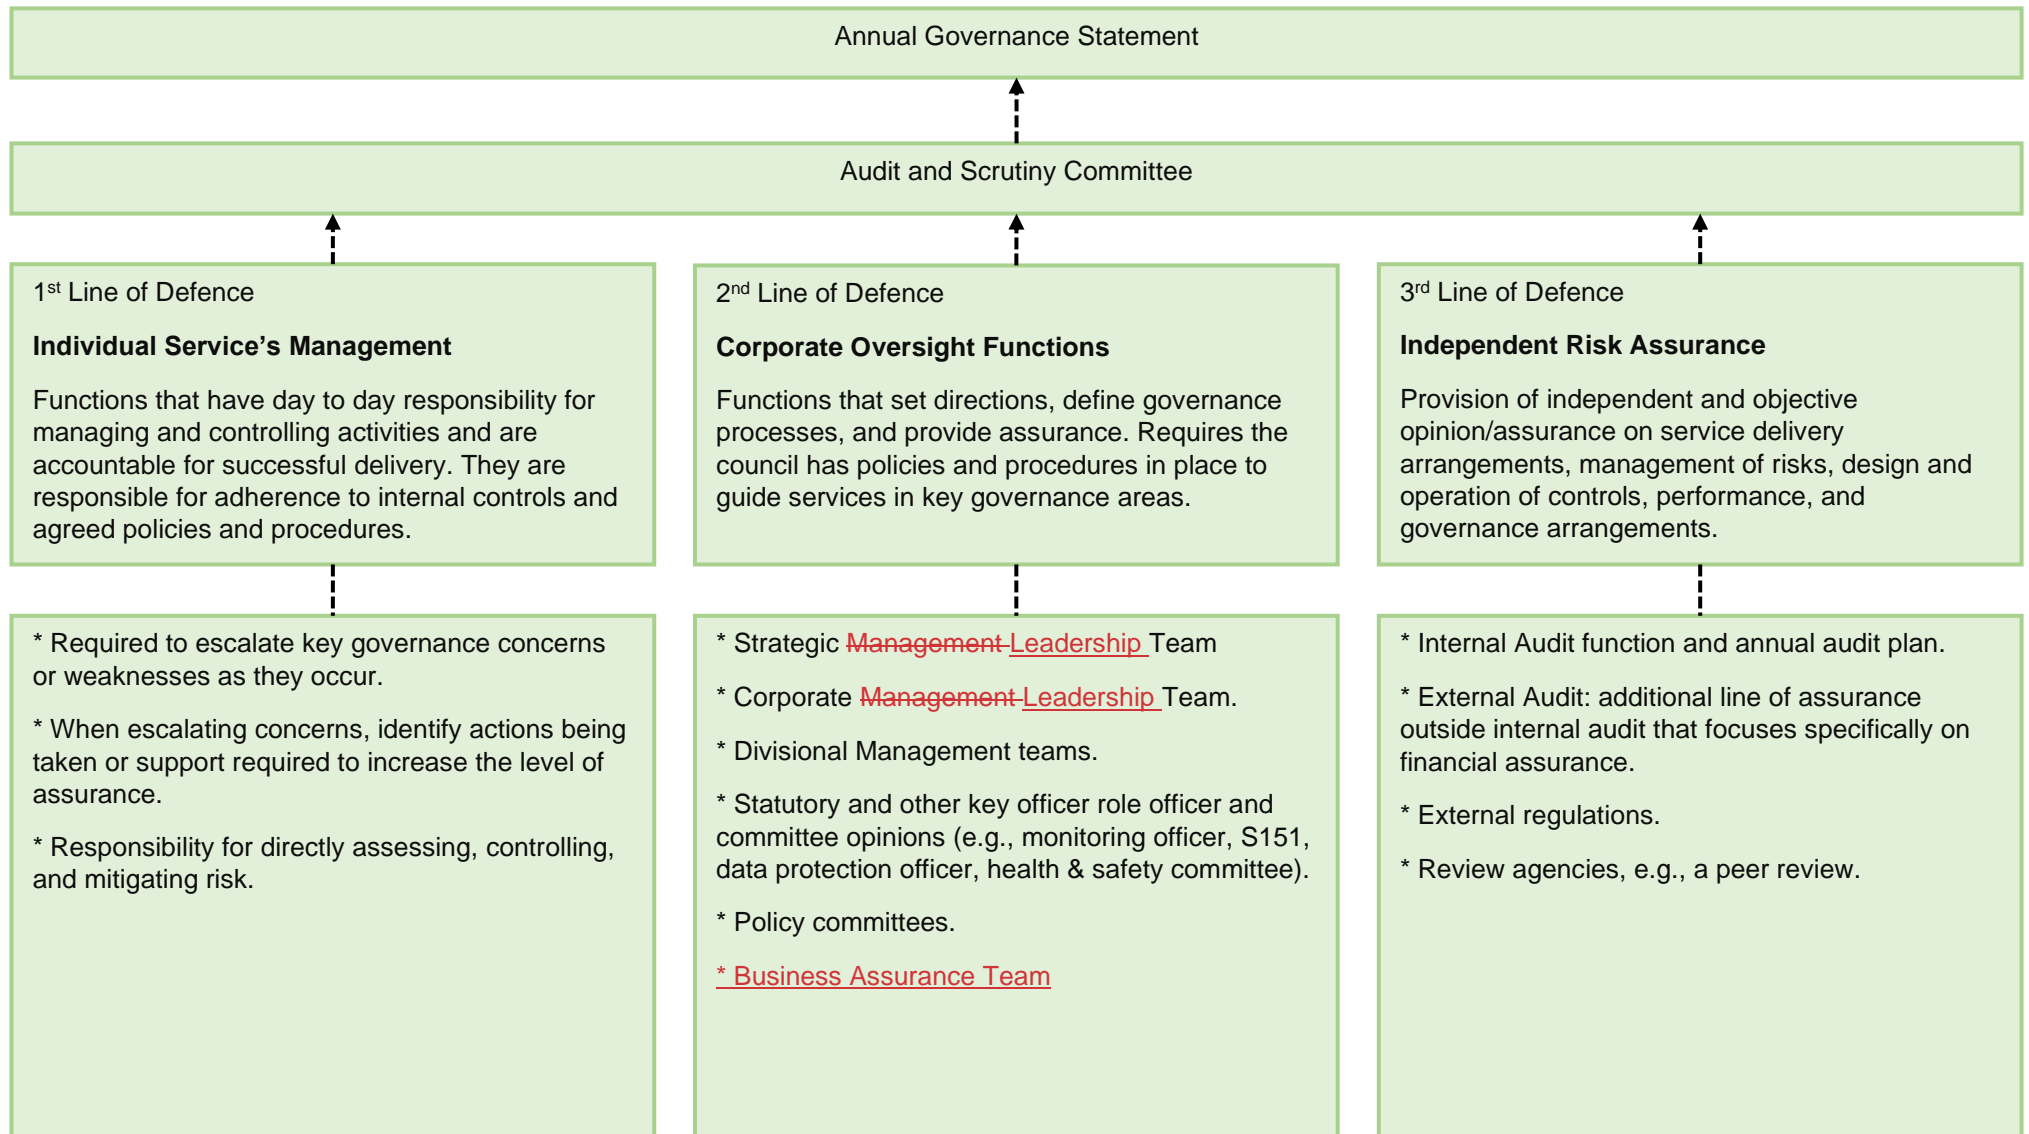 Annual Governance Statement
Audit and Scrutiny Committee
1st Line of Defence
Individual Service’s Management
Functions that have day to day responsibility for
managing and controlling activities and are
accountable for successful delivery. They are
responsible for adherence to internal controls and
agreed policies and procedures.
* Required to escalate key governance concerns
or weaknesses as they occur.
* When escalating concerns, identify actions being
taken or support required to increase the level of
assurance.
* Responsibility for directly assessing, controlling,
and mitigating risk.
2nd Line of Defence
Corporate Oversight Functions
Functions that set directions, define governance
processes, and provide assurance. Requires the
council has policies and procedures in place to
guide services in key governance areas.
* Strategic Management Leadership Team
* Corporate Management Leadership Team.
* Divisional Management teams.
* Statutory and other key officer role officer and
committee opinions (e.g., monitoring officer, S151,
data protection officer, health & safety committee).
* Policy committees.
* Business Assurance Team
3rd Line of Defence
Independent Risk Assurance
Provision of independent and objective
opinion/assurance on service delivery
arrangements, management of risks, design and
operation of controls, performance, and
governance arrangements.
* Internal Audit function and annual audit plan.
* External Audit: additional line of assurance
outside internal audit that focuses specifically on
financial assurance.
* External regulations.
* Review agencies, e.g., a peer review.